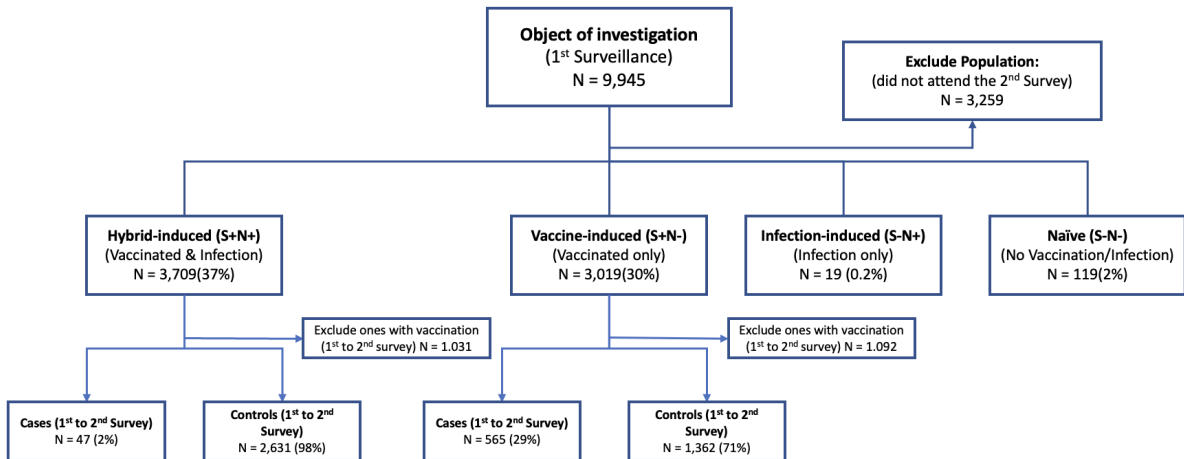 Object of investigation
(1st Surveillance)
N = 9,945
Exclude Population:
(did not attend the 2nd Survey)
N = 3,259
Hybrid-induced (S+N+)
(Vaccinated & Infection)
N = 3,709(37%)
Vaccine-induced (S+N-)
(Vaccinated only)
N = 3,019(30%)
Infection-induced (S-N+)
(Infection only)
N = 19 (0.2%)
Naïve (S-N-)
(No Vaccination/Infection)
N = 119(2%)
Exclude ones with vaccination
(1st to 2nd survey) N = 1.031
Exclude ones with vaccination
(1st to 2nd survey) N = 1.092
Cases (1st to 2nd Survey)
N = 47 (2%)
Controls (1st to 2nd
Survey)
N = 2,631 (98%)
Cases (1st to 2nd Survey)
N = 565 (29%)
Controls (1st to 2nd
Survey)
N = 1,362 (71%)